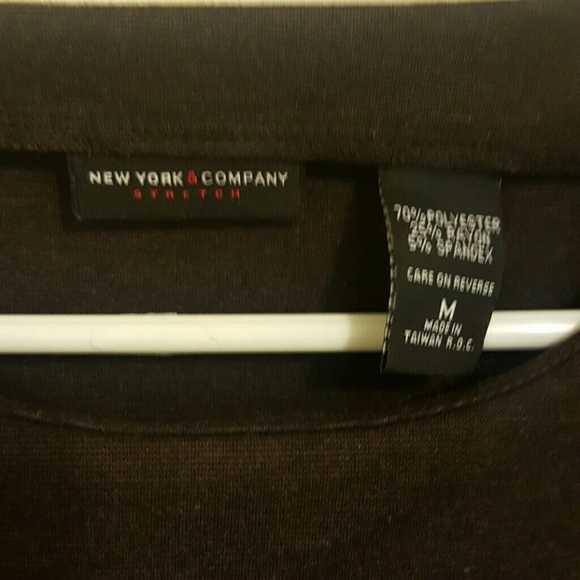 NEW YORK & COMPANY
STRETCH
70% POLYESTER
25% RAYON
5% SPANDEX
CARE ON REVERSE
M
MADE IN
TAIWAN R.O.C.